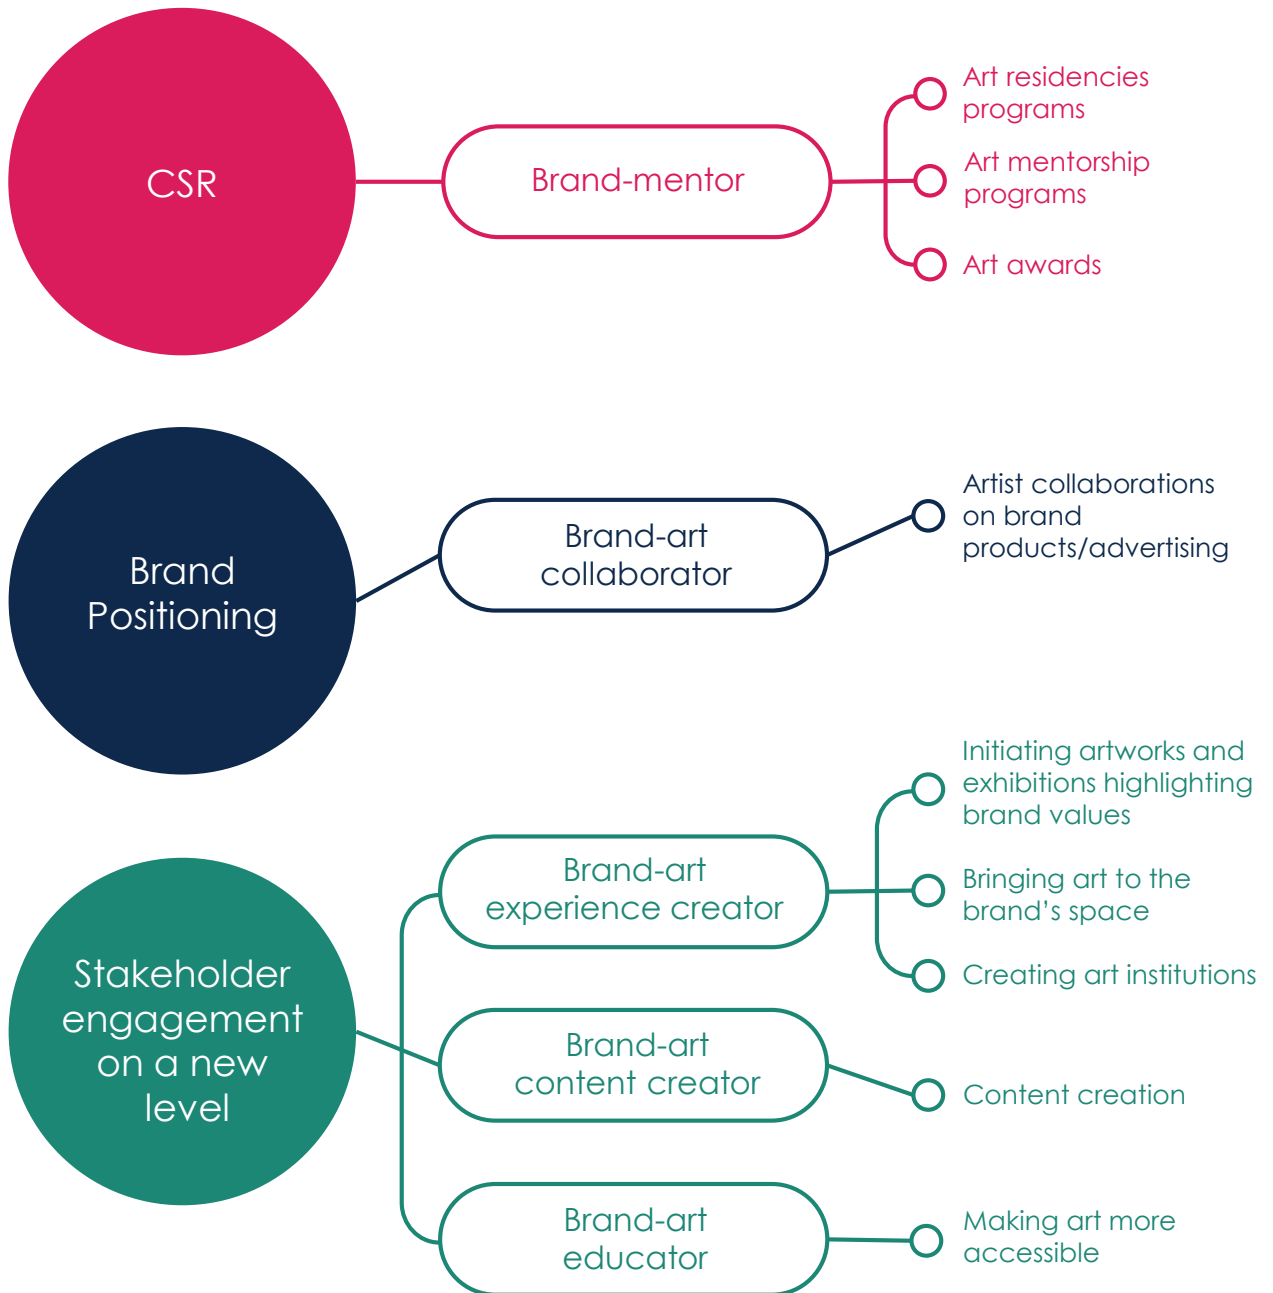 CSR
Brand-mentor
Art residencies
programs
Art mentorship
programs
Art awards
Brand
Positioning
Brand-art
collaborator
Artist collaborations
on brand
products/advertising
Stakeholder
engagement
on a new
level
Brand-art
experience creator
Initiating artworks and
exhibitions highlighting
brand values
Bringing art to the
brand’s space
Creating art institutions
Brand-art
content creator
Content creation
Brand-art
educator
Making art more
accessible